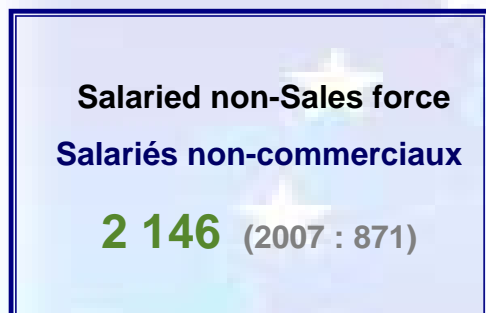 Salaried non-Sales force
Salariés non-commerciaux
2 146 (2007 : 871)